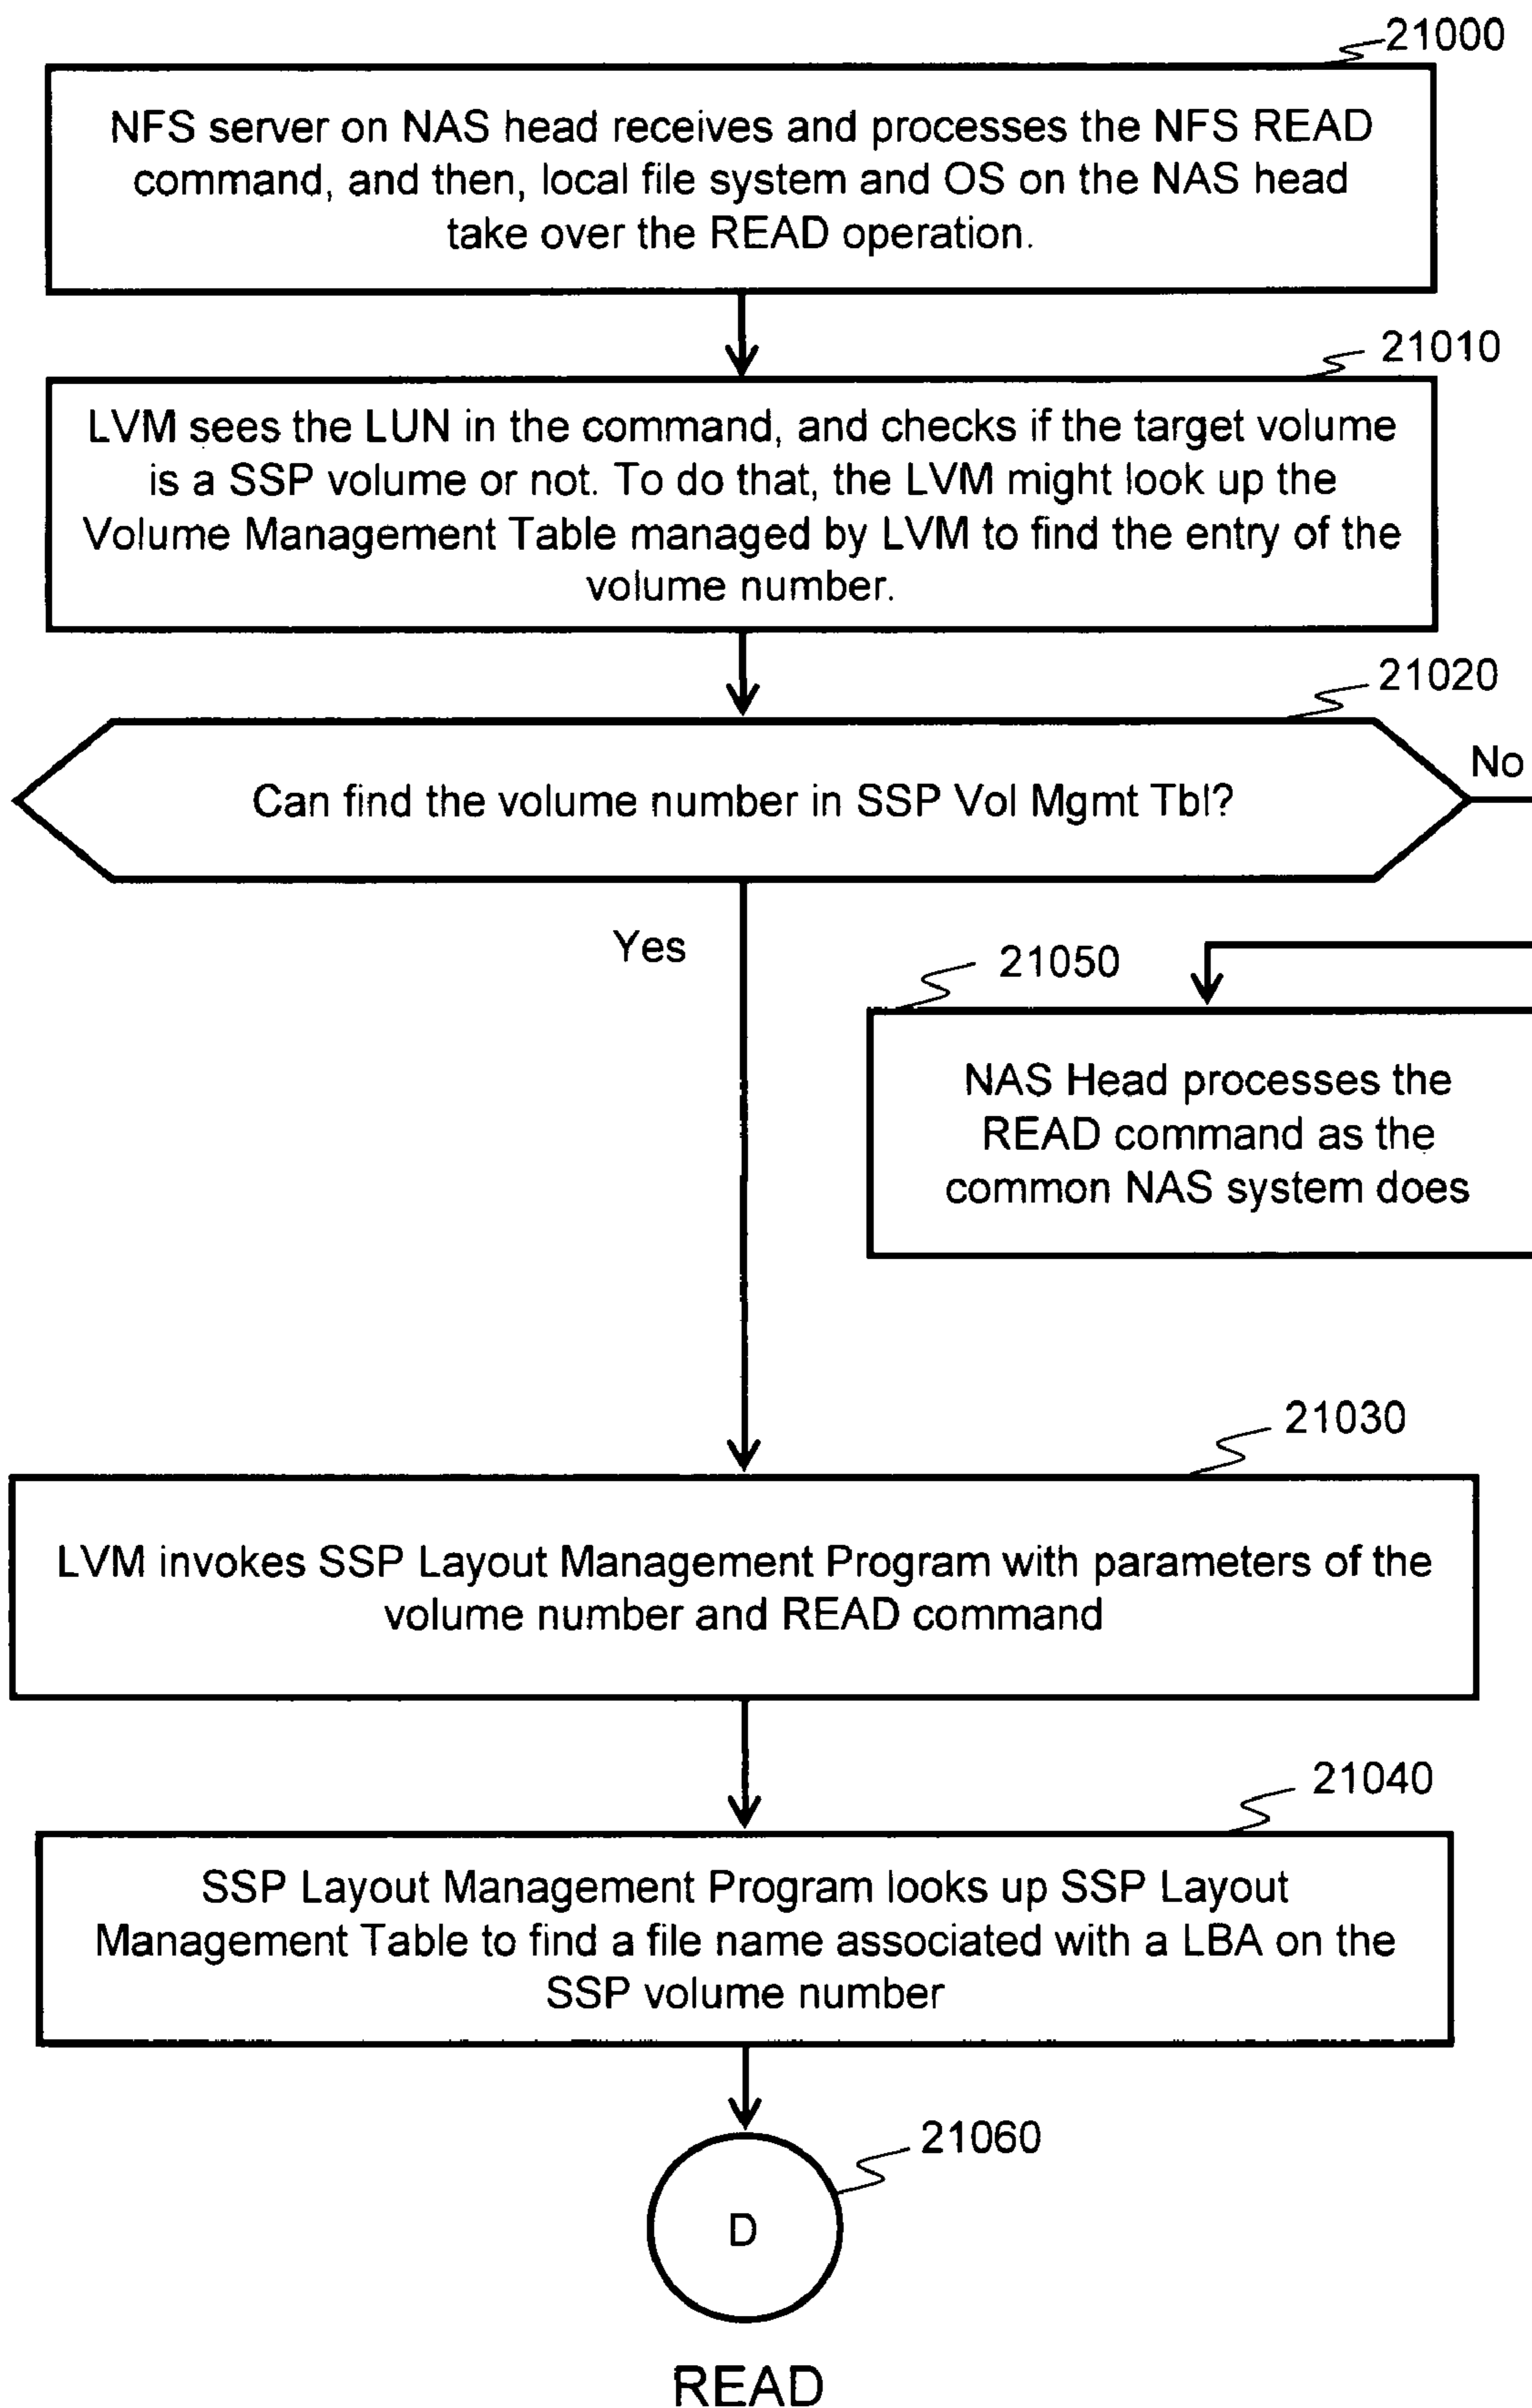 21000
NFS server on NAS head receives and processes the NFS READ
command, and then, local file system and OS on the NAS head
take over the READ operation.
21010
LVM sees the LUN in the command, and checks if the target volume
is a SSP volume or not. To do that, the LVM might look up the
Volume Management Table managed by LVM to find the entry of the
volume number.
21020
No
Can find the volume number in SSP Vol Mgmt Tbl?
Yes
21050
NAS Head processes the
READ command as the
common NAS system does
21030
LVM invokes SSP Layout Management Program with parameters of the
volume number and READ command
21040
SSP Layout Management Program looks up SSP Layout
Management Table to find a file name associated with a LBA on the
SSP volume number
21060
D
READ